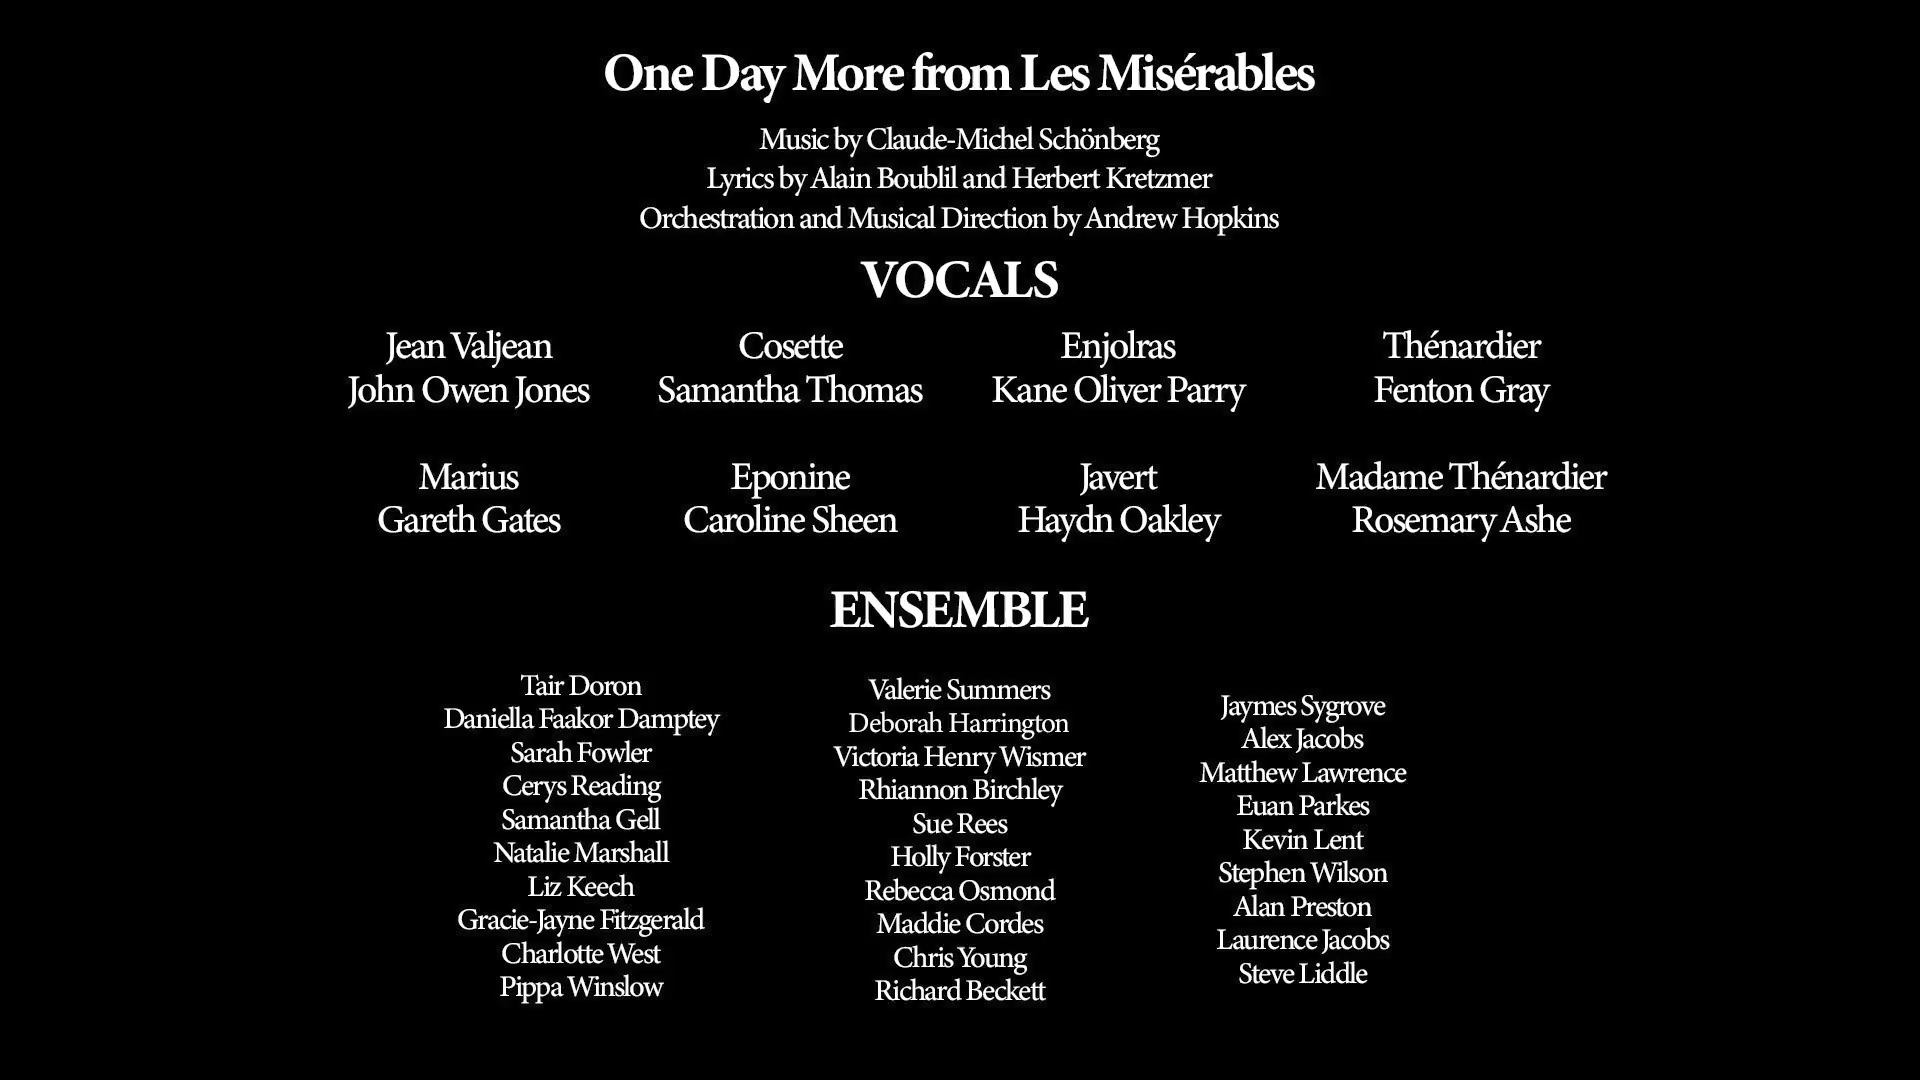 One Day More from Les Misérables
Music by Claude-Michel Schönberg
Lyrics by Alain Boublil and Herbert Kretzmer
Orchestration and Musical Direction by Andrew Hopkins
VOCALS
Jean Valjean
John Owen Jones
Cosette
Samantha Thomas
Enjolras
Kane Oliver Parry
Thénardier
Fenton Gray
Marius
Gareth Gates
Eponine
Caroline Sheen
Javert
Haydn Oakley
Madame Thénardier
Rosemary Ashe
ENSEMBLE
Tair Doron
Daniella Faakor Damptey
Sarah Fowler
Cerys Reading
Samantha Gell
Natalie Marshall
Liz Keech
Gracie-Jayne Fitzgerald
Charlotte West
Pippa Winslow
Valerie Summers
Deborah Harrington
Victoria Henry Wismer
Rhiannon Birchley
Sue Rees
Holly Forster
Rebecca Osmond
Maddie Cordes
Chris Young
Richard Beckett
Jaymes Sygrove
Alex Jacobs
Matthew Lawrence
Euan Parkes
Kevin Lent
Stephen Wilson
Alan Preston
Laurence Jacobs
Steve Liddle